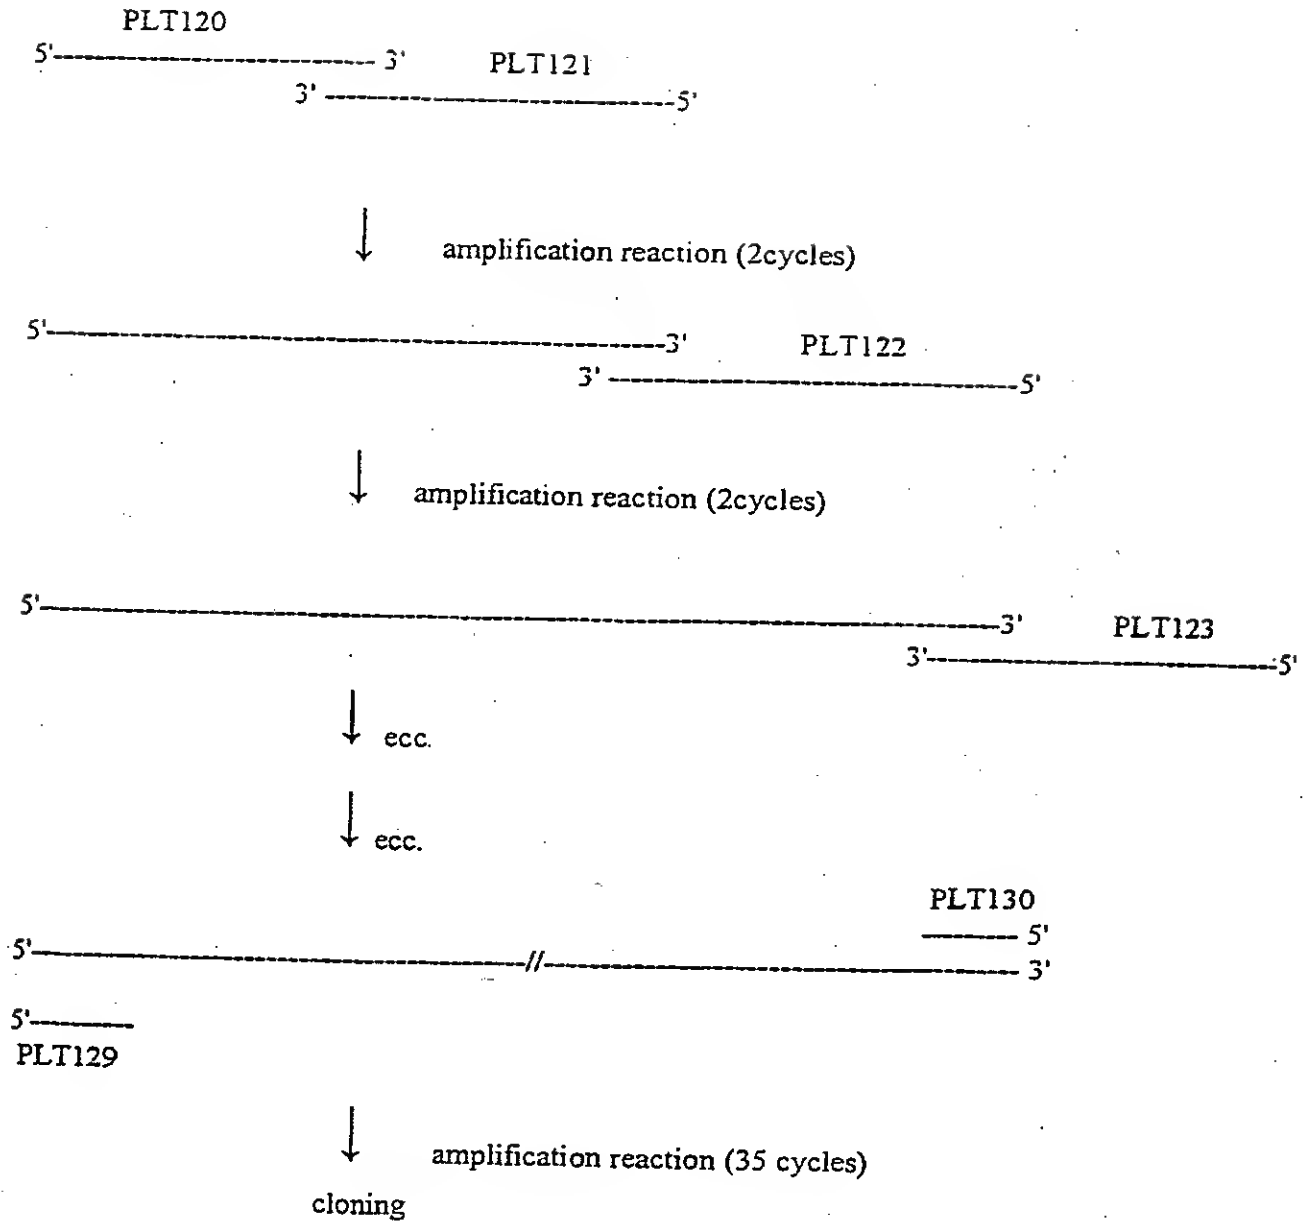 PLT120
5' 3' PLT121
3' 5'
amplification reaction (2cycles)
5' 3' PLT122
3' 5'
amplification reaction (2cycles)
5' 3' PLT123
3' 5'
ecc.
ecc.
PLT130
5'
5' // 3'
5'
PLT129
amplification reaction (35 cycles)
cloning